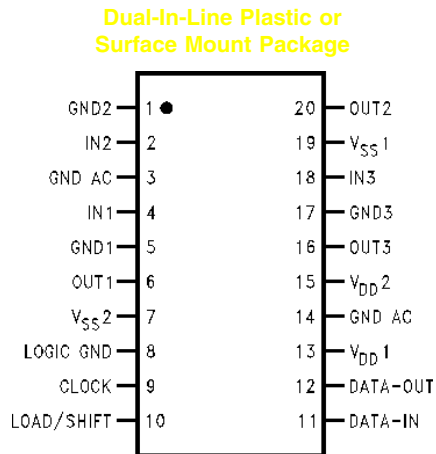 Dual-In-Line Plastic or
Surface Mount Package
GND2 1 20 OUT2
IN2 2 19 VSS1
GND AC 3 18 IN3
IN1 4 17 GND3
GND1 5 16 OUT3
OUT1 6 15 VDD2
VSS2 7 14 GND AC
LOGIC GND 8 13 VDD1
CLOCK 9 12 DATA-OUT
LOAD/SHIFT 10 11 DATA-IN